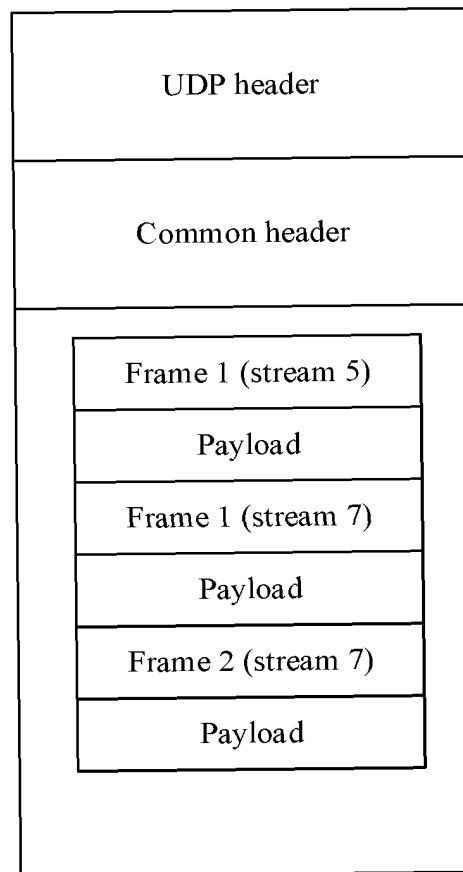 UDP header
Common header
Frame 1 (stream 5)
Payload
Frame 1 (stream 7)
Payload
Frame 2 (stream 7)
Payload